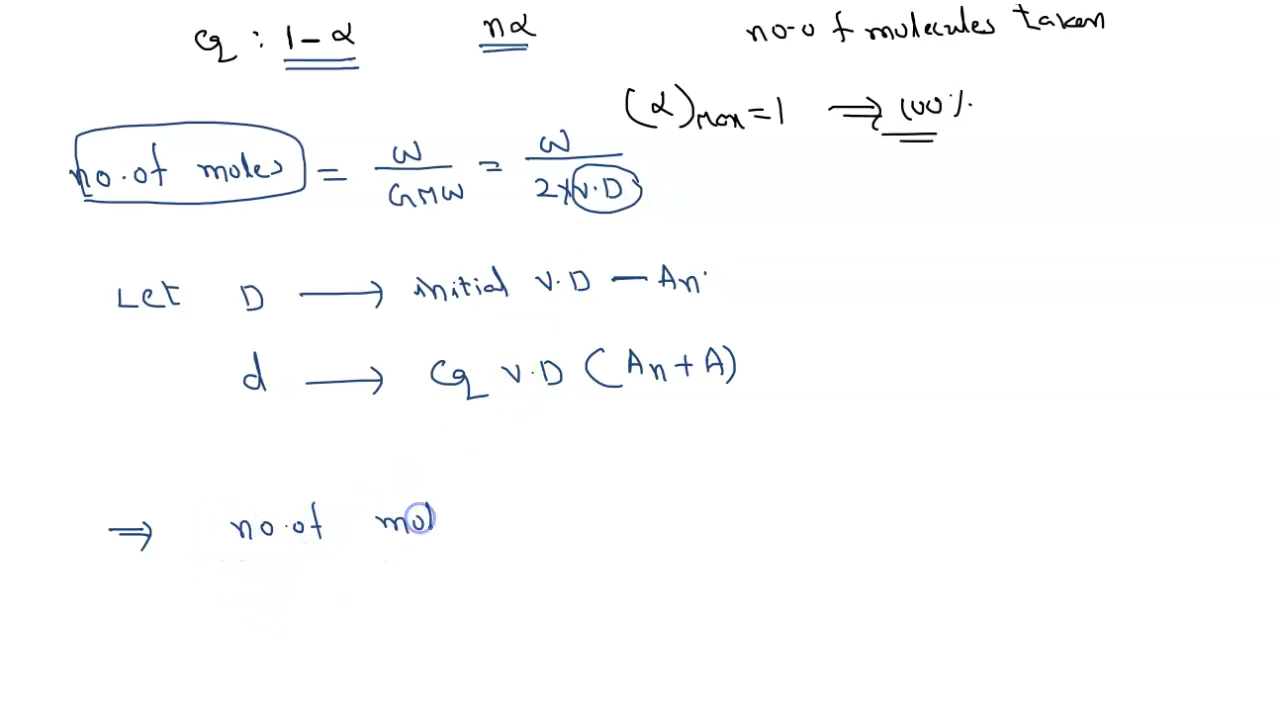 eq : 1-α nα no. of molecules taken
(α)max = 1 ⇒ 100%
no. of moles = W/GMW = W/2×V.D
Let D → initial V.D - An.
d → eq V.D (An + A)
⇒ no. of mol